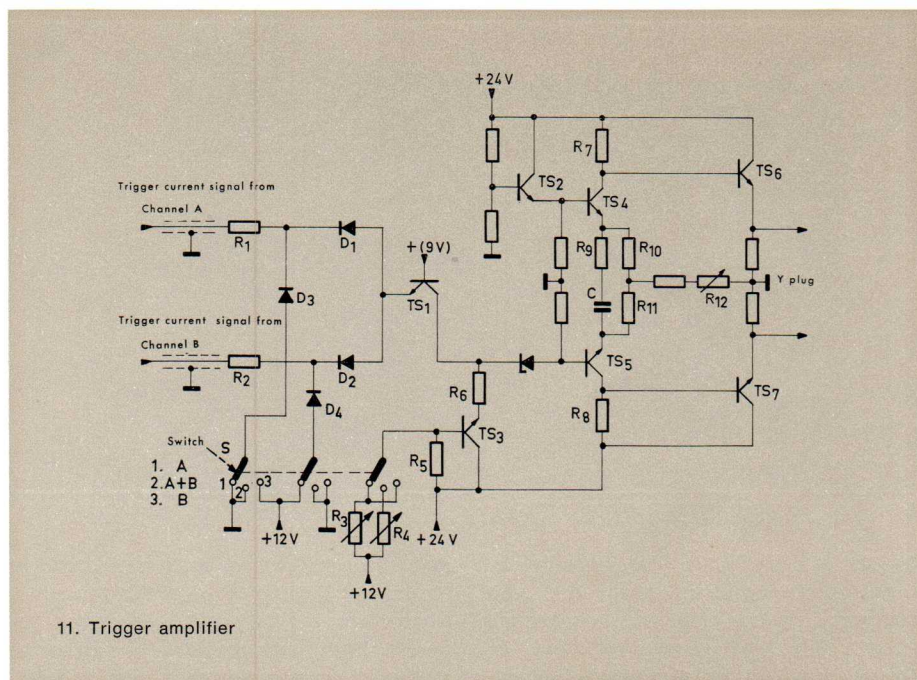 +24V
R7
TS2
TS4
TS6
Trigger current signal from
Channel A
R1
D1
+(9V)
TS1
D3
R9
R10
C
R11
R12
Y plug
Trigger current signal from
Channel B
R2
D2
D4
R6
TS5
TS3
R8
TS7
R5
Switch
S
1. A
2.A+B
3. B
1
2
3
+12V
R3
R4
+24V
+12V
11. Trigger amplifier